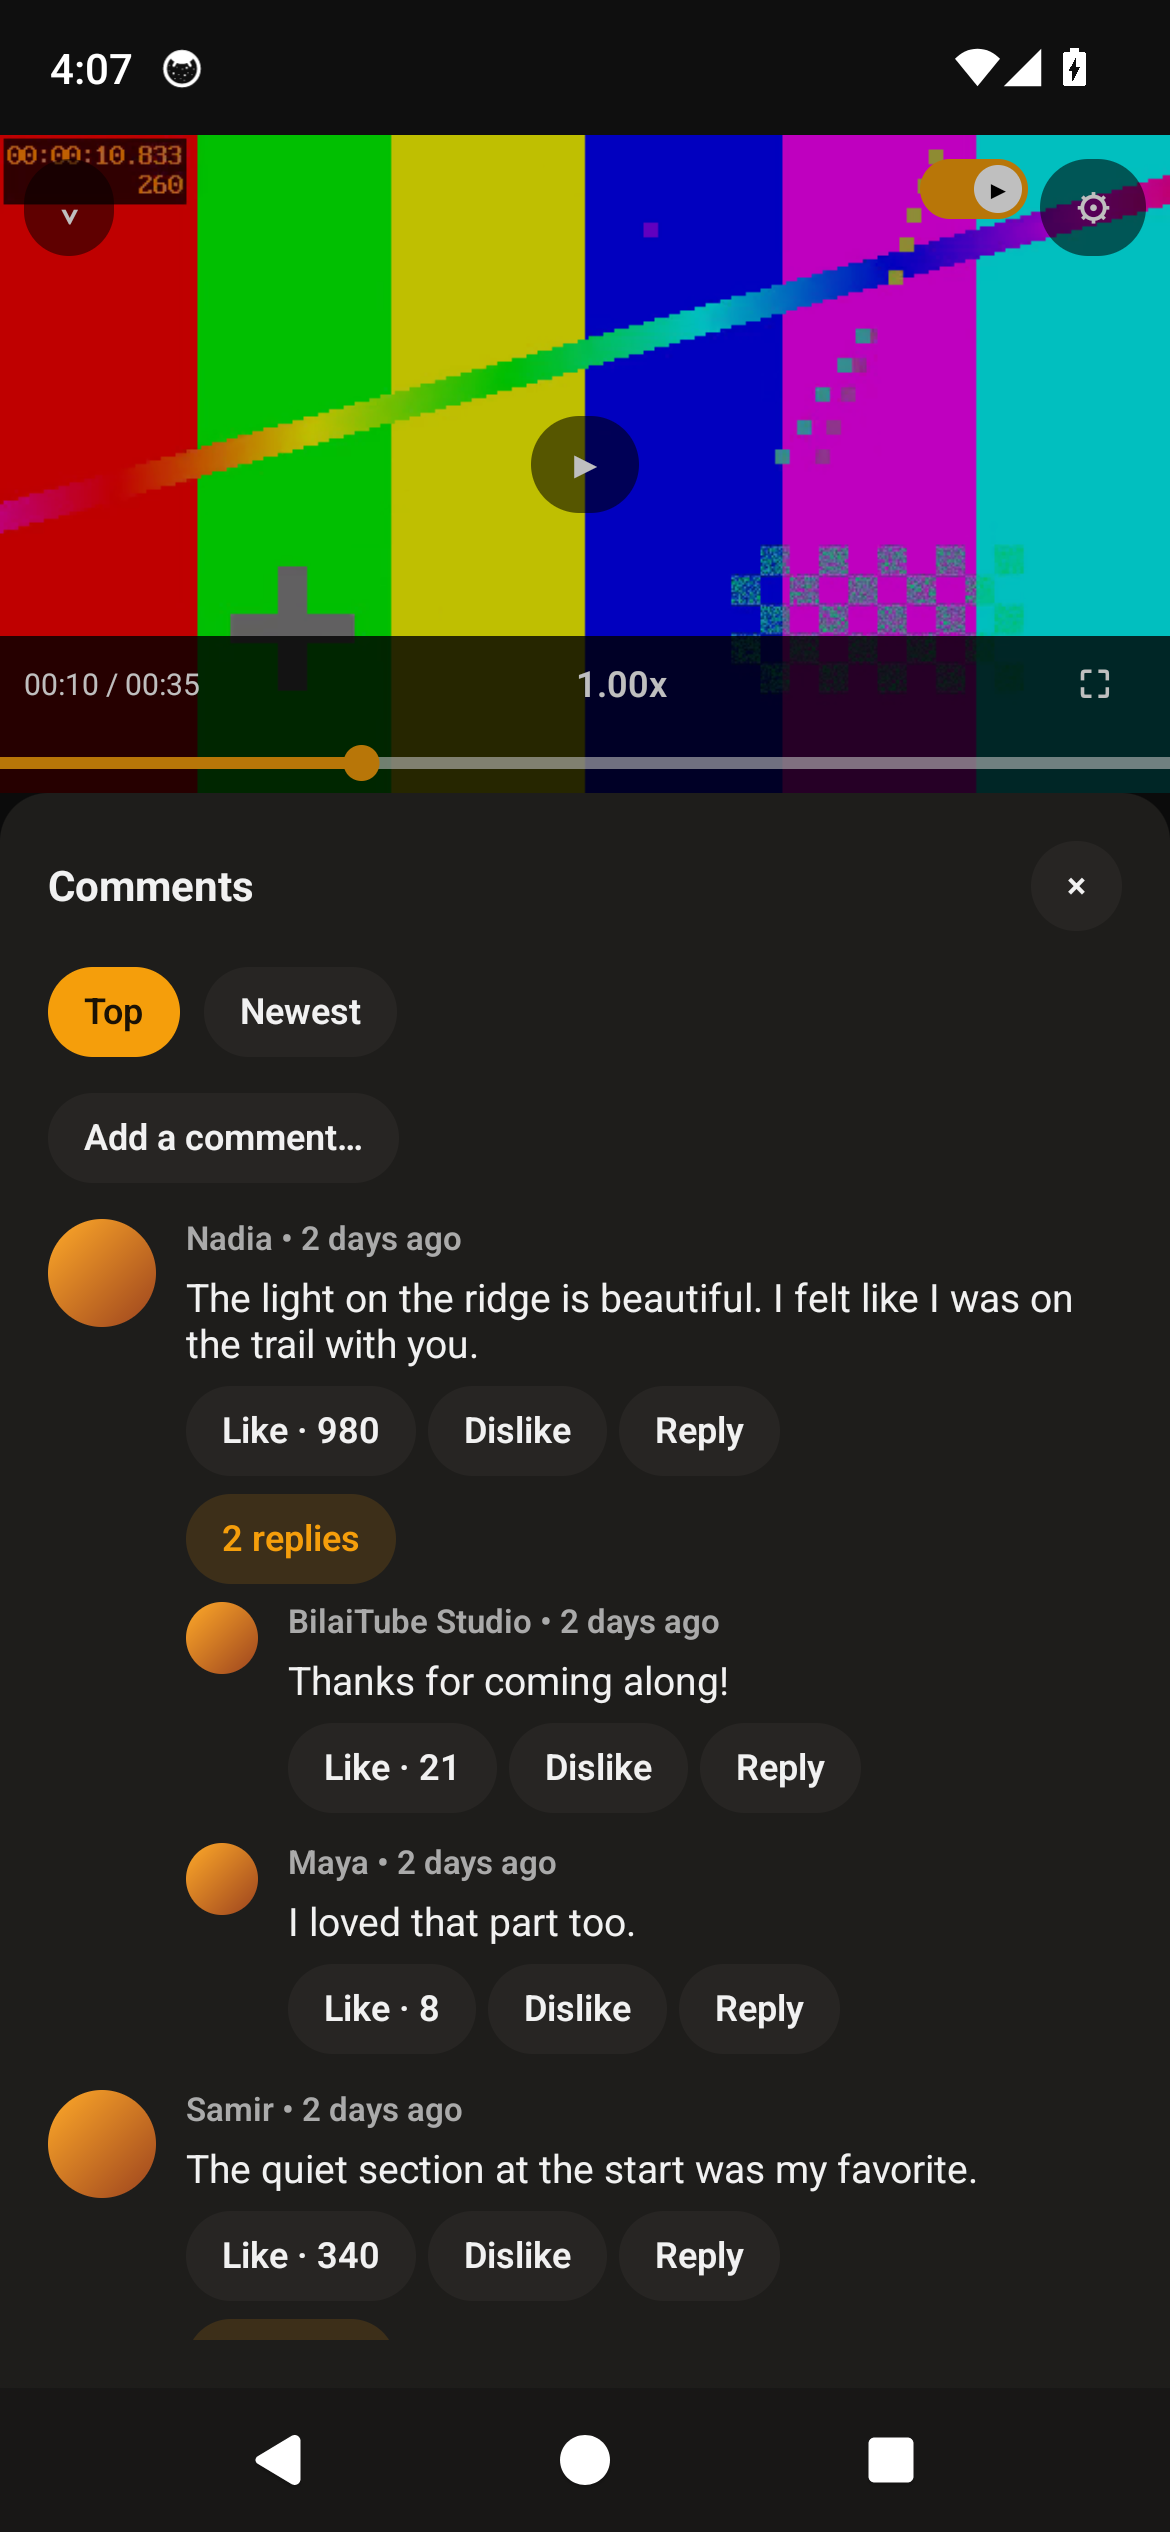 4:07
00:00:10.833
260
00:10 / 00:35
1.00x
Comments
×
Top
Newest
Add a comment…
Nadia • 2 days ago
The light on the ridge is beautiful. I felt like I was on
the trail with you.
Like · 980
Dislike
Reply
2 replies
BilaiTube Studio • 2 days ago
Thanks for coming along!
Like · 21
Dislike
Reply
Maya • 2 days ago
I loved that part too.
Like · 8
Dislike
Reply
Samir • 2 days ago
The quiet section at the start was my favorite.
Like · 340
Dislike
Reply